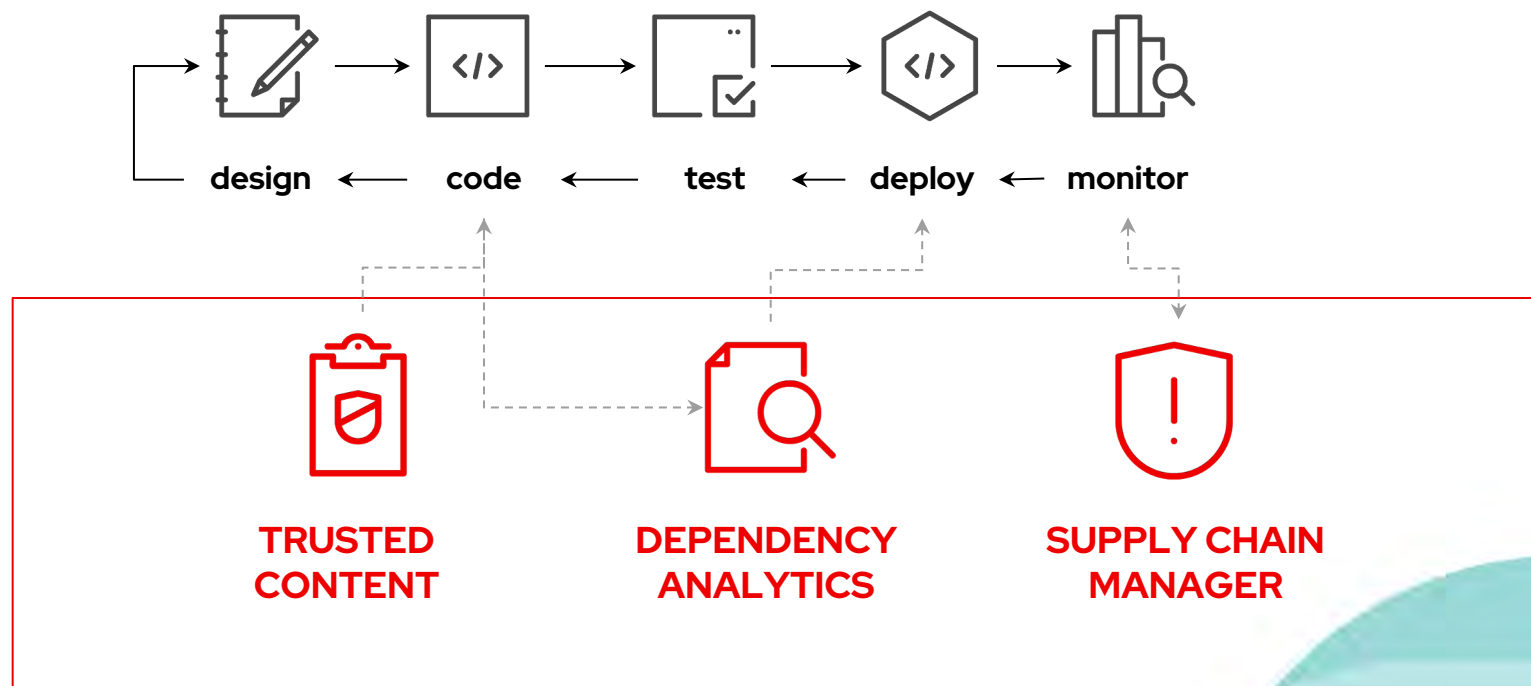 </>
</>
design
code
test
deploy
monitor
TRUSTED
CONTENT
DEPENDENCY
ANALYTICS
SUPPLY CHAIN
MANAGER